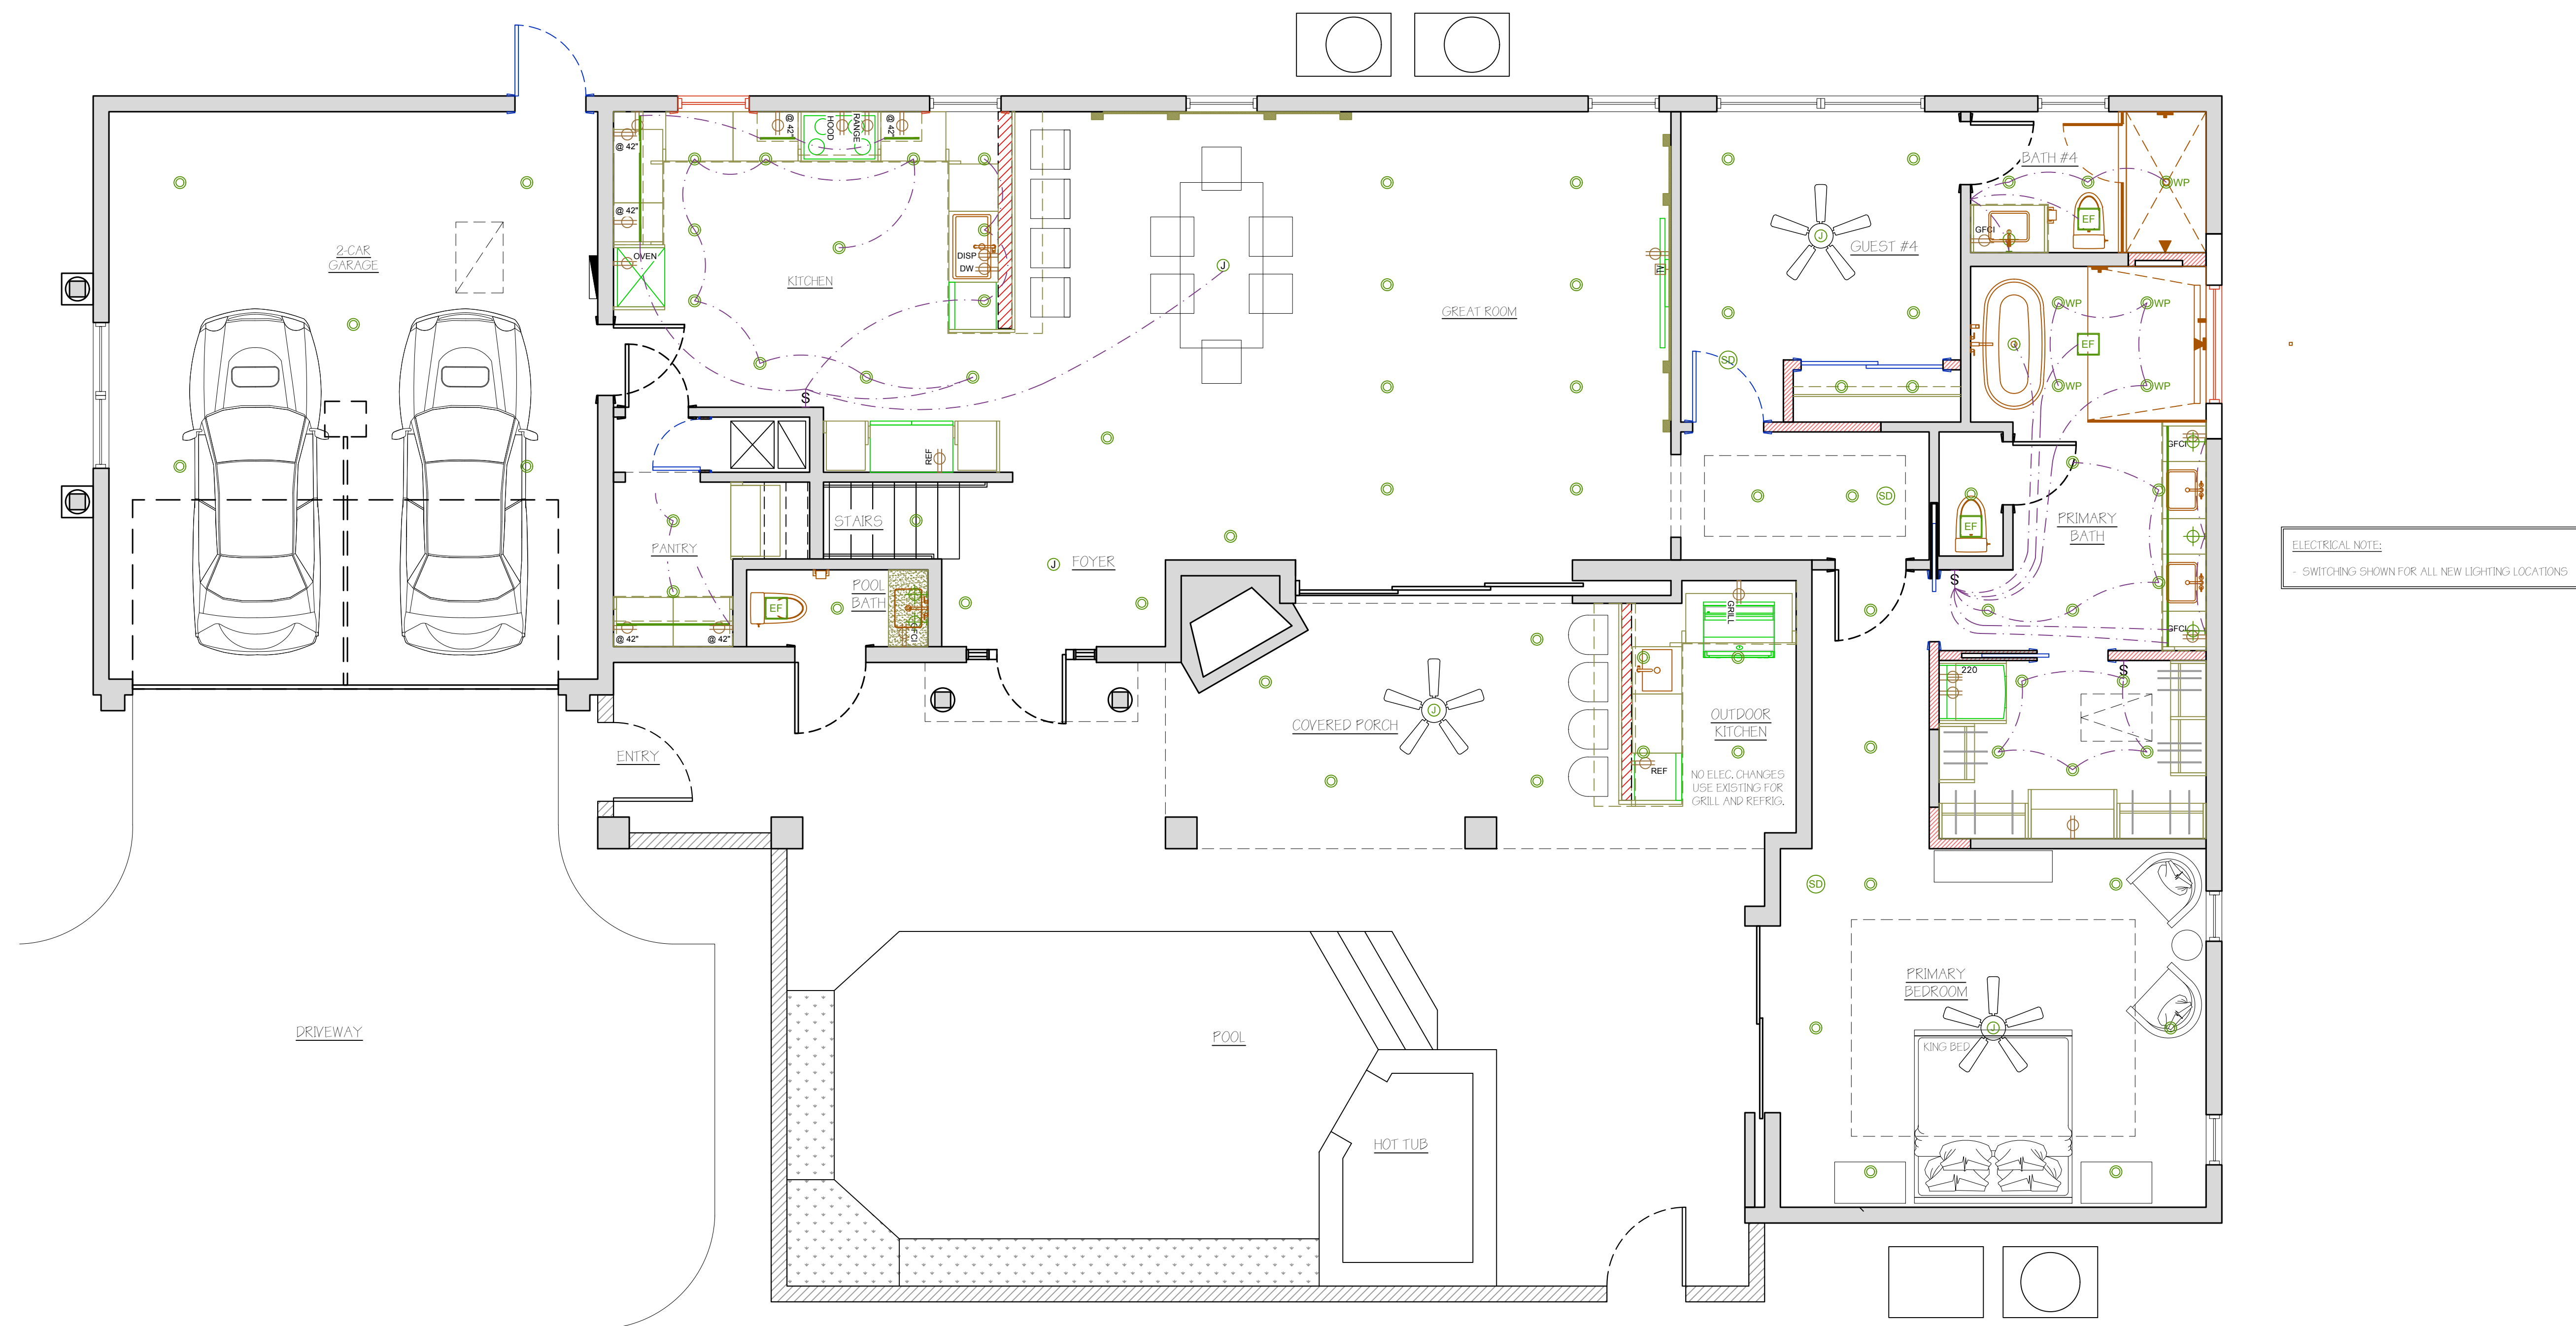 @ 42"
HOOD
RANGE
@ 42"
@ 42"
@ 42"
OVEN
KITCHEN
DISP
DW
2-CAR
GARAGE
J
GREAT ROOM
TV
J
GUEST #4
BATH #4
WP
EF
GFCI
WP
WP
EF
WP
WP
SD
$
REF
STAIRS
PANTRY
@ 42"
@ 42"
POOL
BATH
EF
GFCI
J
FOYER
SD
EF
PRIMARY
BATH
GFCI
GFCI
$
ELECTRICAL NOTE:
- SWITCHING SHOWN FOR ALL NEW LIGHTING LOCATIONS
GRILL
ENTRY
COVERED PORCH
J
OUTDOOR
KITCHEN
REF
NO ELEC. CHANGES
USE EXISTING FOR
GRILL AND REFRIG.
220
$
SD
PRIMARY
BEDROOM
J
KING BED
DRIVEWAY
POOL
HOT TUB